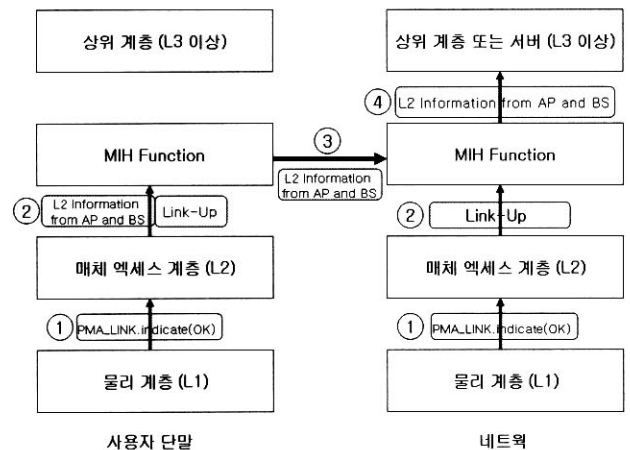 상위 계층 (L3 이상)
상위 계층 또는 서버 (L3 이상)
④ L2 Information from AP and BS
③
MIH Function
MIH Function
L2 Information
from AP and BS
② L2 Information
from AP and BS
Link-Up
② Link-Up
매체 엑세스 계층 (L2)
매체 엑세스 계층 (L2)
① PMA_LINK.indicate(OK)
① PMA_LINK.indicate(OK)
물리 계층 (L1)
물리 계층 (L1)
사용자 단말
네트웍